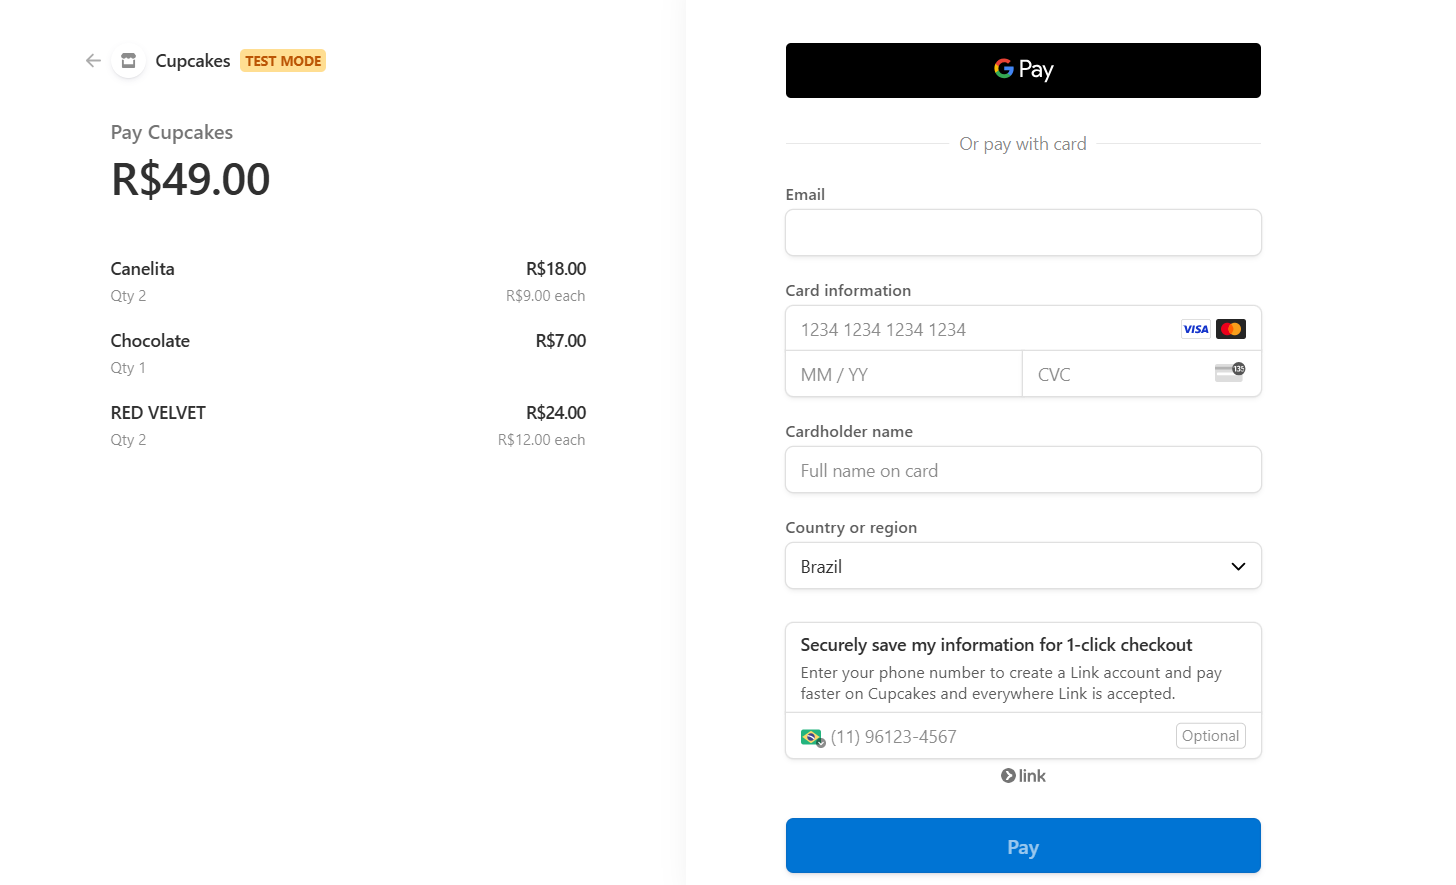 Cupcakes TEST MODE
Pay Cupcakes
R$49.00
Canelita R$18.00
Qty 2 R$9.00 each
Chocolate R$7.00
Qty 1
RED VELVET R$24.00
Qty 2 R$12.00 each
G Pay
Or pay with card
Email
Card information
1234 1234 1234 1234 VISA
MM / YY CVC 135
Cardholder name
Full name on card
Country or region
Brazil
Securely save my information for 1-click checkout
Enter your phone number to create a Link account and pay
faster on Cupcakes and everywhere Link is accepted.
(11) 96123-4567 Optional
link
Pay